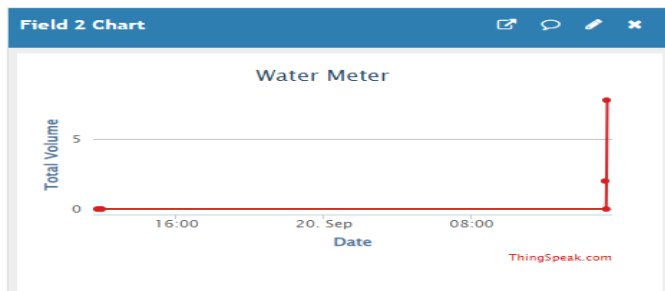 Field 2 Chart
Water Meter
Total Volume
5
0
16:00 20. Sep 08:00
Date
ThingSpeak.com